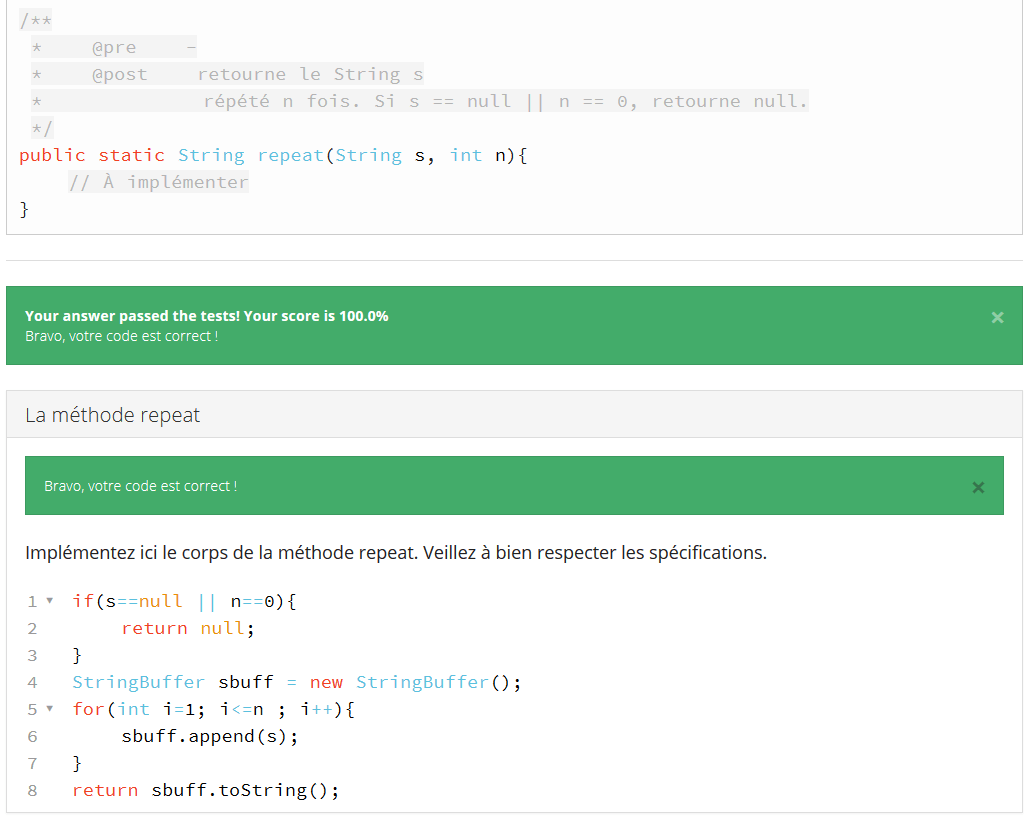 /**
* @pre –
* @post retourne le String s
* répété n fois. Si s == null || n == 0, retourne null.
*/
public static String repeat(String s, int n){
// À implémenter
}
Your answer passed the tests! Your score is 100.0%
×
Bravo, votre code est correct !
La méthode repeat
Bravo, votre code est correct !
×
Implémentez ici le corps de la méthode repeat. Veillez à bien respecter les spécifications.
1 if(s==null || n==0){
2 return null;
3 }
4 StringBuffer sbuff = new StringBuffer();
5 for(int i=1; i<=n ; i++){
6 sbuff.append(s);
7 }
8 return sbuff.toString();